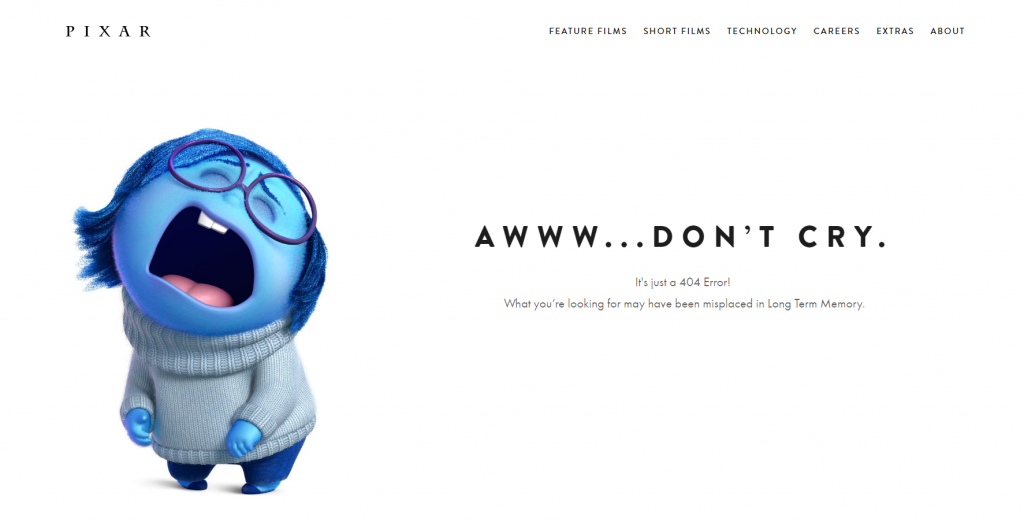 PIXAR
FEATURE FILMS SHORT FILMS TECHNOLOGY CAREERS EXTRAS ABOUT
AWWW...DON’T CRY.
It's just a 404 Error!
What you’re looking for may have been misplaced in Long Term Memory.